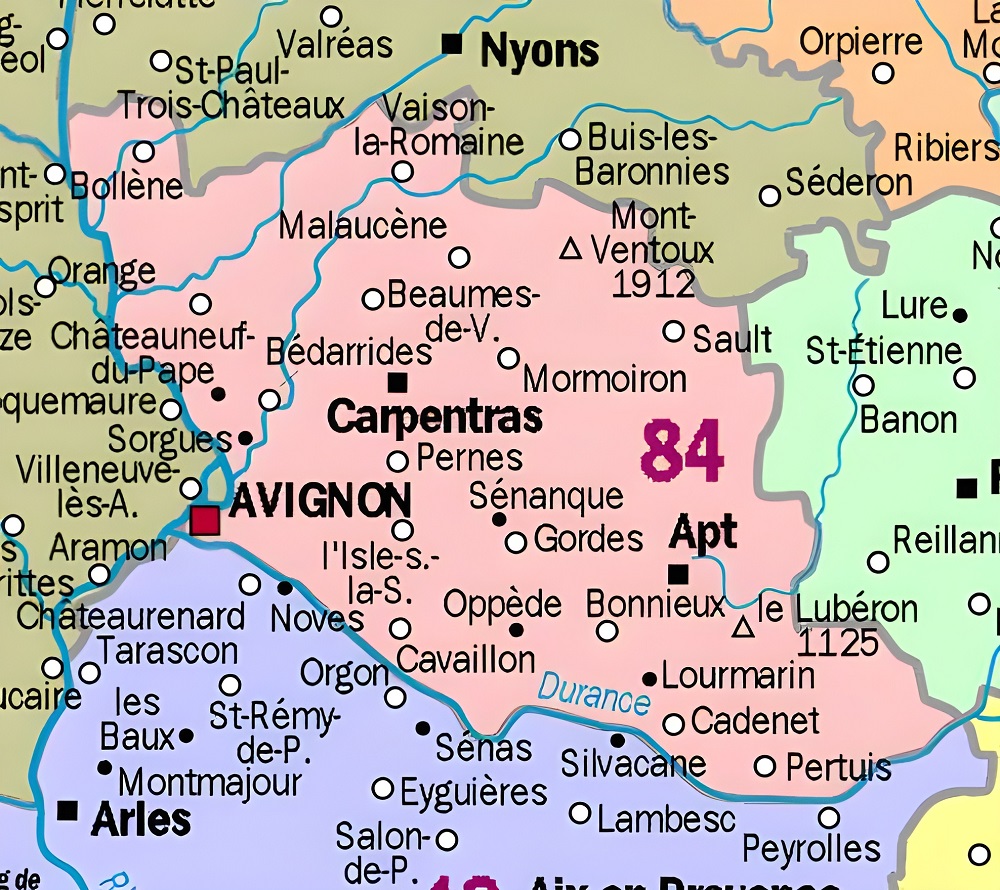 Valréas
Nyons
Orpierre
La
Mo
g-
éol
St-Paul-
Trois-Châteaux
Vaison-
la-Romaine
Buis-les-
Baronnies
Ribiers
nt-
sprit
Bollène
Séderon
Malaucène
Mont-
Ventoux
1912
No
Orange
ols-
ze
Beaumes-
de-V.
Lure
Châteauneuf-
du-Pape
Bédarrides
Sault
St-Étienne
Mormoiron
quemaure
Carpentras
Banon
Sorgues
84
Pernes
Villeneuve-
lès-A.
AVIGNON
Sénanque
Gordes
Apt
Reillan
s
Aramon
l'Isle-s.-
la-S.
rittes
Châteaurenard
Noves
Oppède
Bonnieux
le Lubéron
1125
Tarascon
Orgon
Cavaillon
Lourmarin
ucaire
les
Baux
St-Rémy-
de-P.
Durance
Cadenet
Sénas
Silvacane
Pertuis
Montmajour
Eyguières
Arles
Lambesc
Salon-
de-P.
Peyrolles
g de
13
Aix-en-Provence